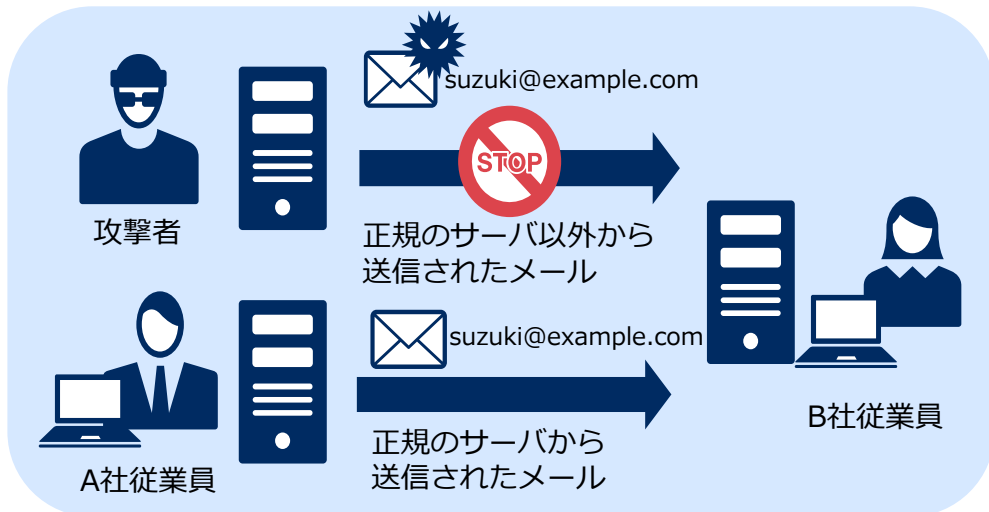 suzuki@example.com
STOP
攻撃者
正規のサーバ以外から
送信されたメール
suzuki@example.com
正規のサーバから
送信されたメール
A社従業員
B社従業員